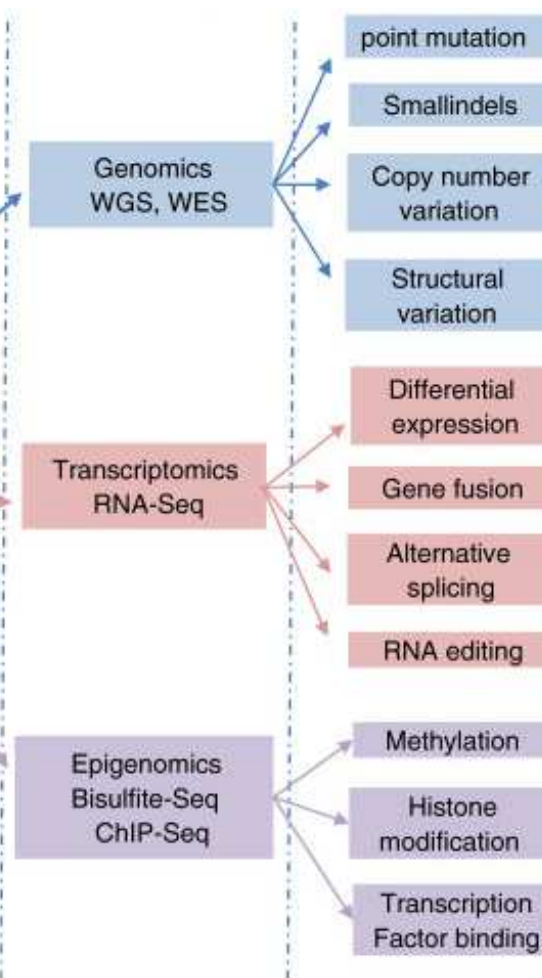 point mutation
Smallindels
Genomics
WGS, WES
Copy number
variation
Structural
variation
Differential
expression
Transcriptomics
RNA-Seq
Gene fusion
Alternative
splicing
RNA editing
Epigenomics
Bisulfite-Seq
ChIP-Seq
Methylation
Histone
modification
Transcription
Factor binding